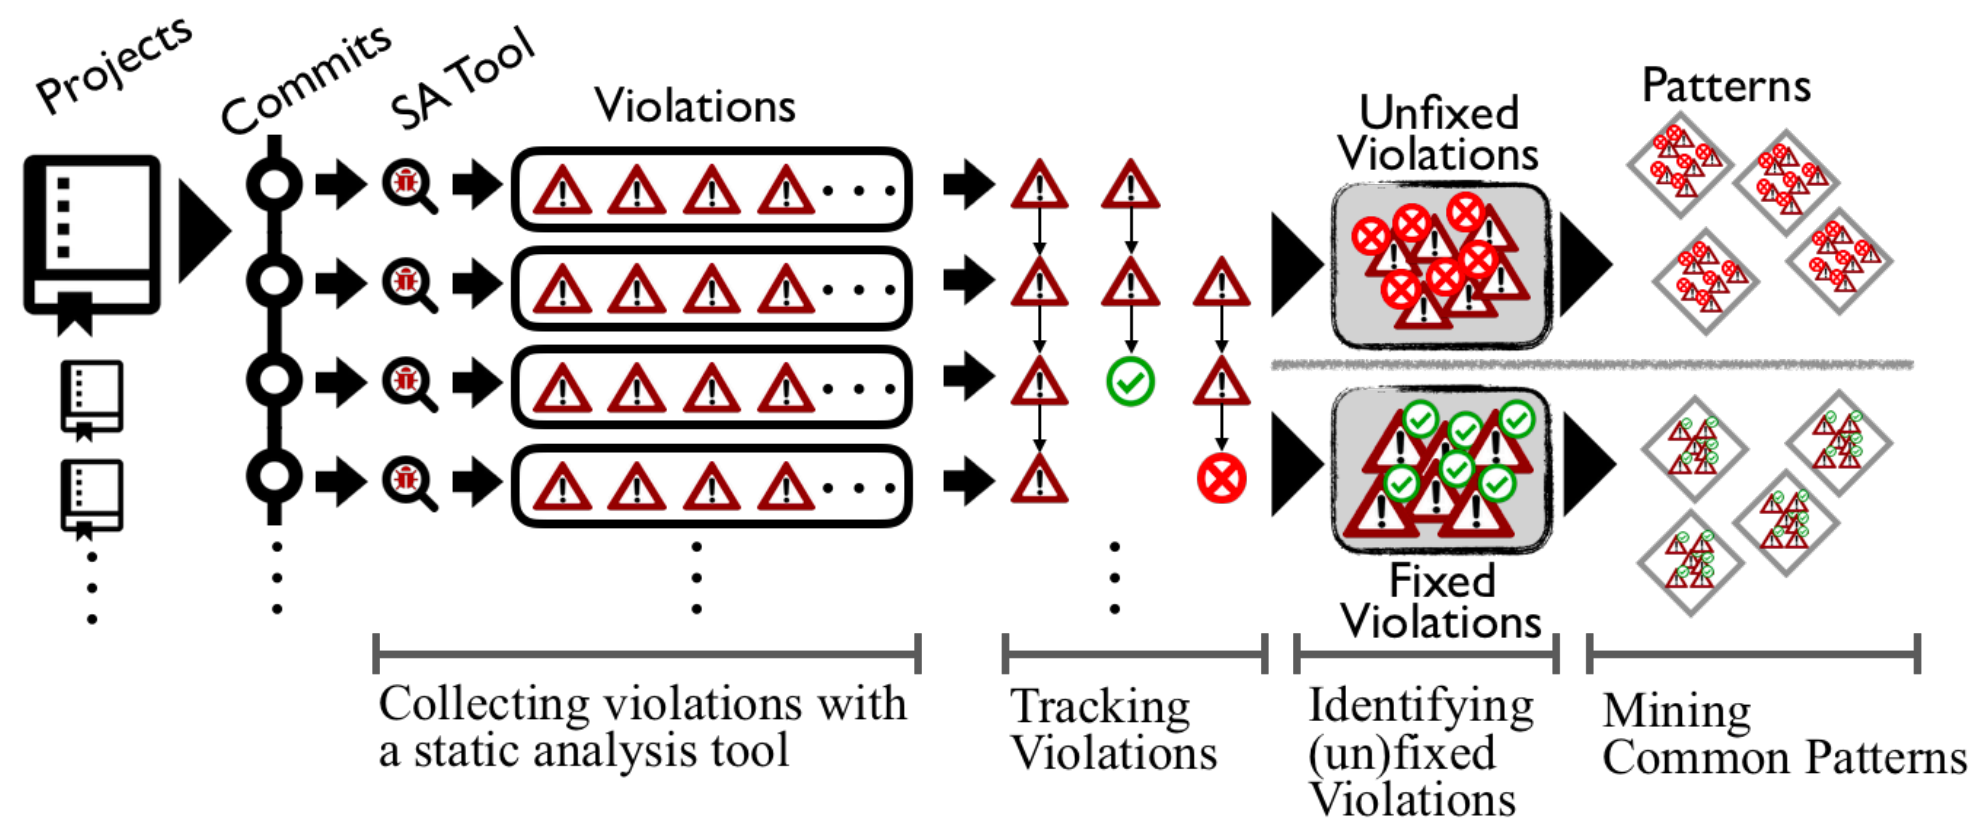 Projects
Commits
SA Tool
Violations
Unfixed
Violations
Patterns
Fixed
Violations
Collecting violations with
a static analysis tool
Tracking
Violations
Identifying
(un)fixed
Violations
Mining
Common Patterns